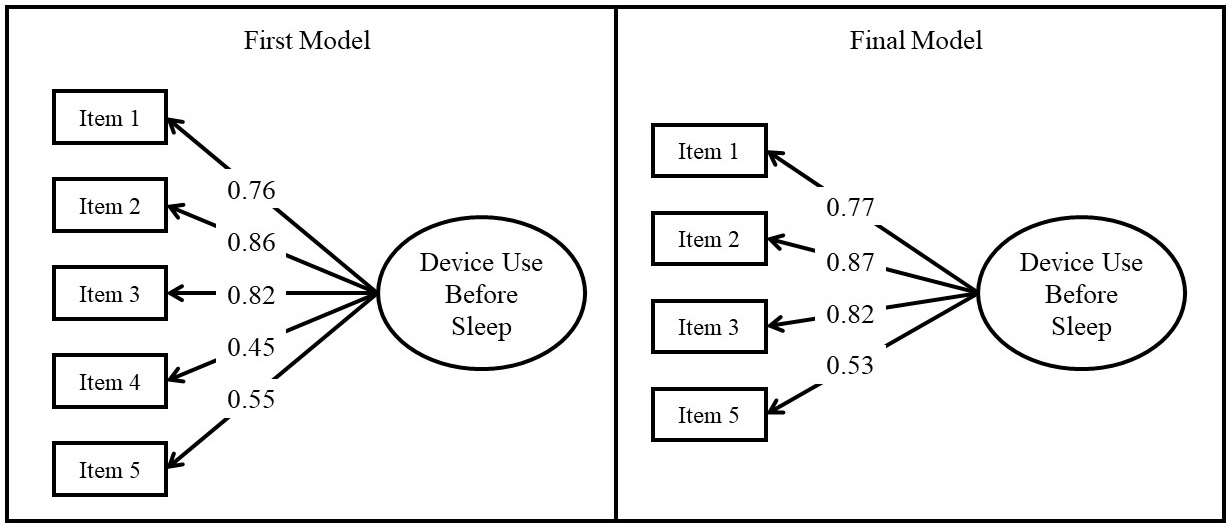 First Model
Item 1
Item 2
Item 3
Item 4
Item 5
0.76
0.86
0.82
0.45
0.55
Device Use
Before
Sleep
Final Model
Item 1
Item 2
Item 3
Item 5
0.77
0.87
0.82
0.53
Device Use
Before
Sleep